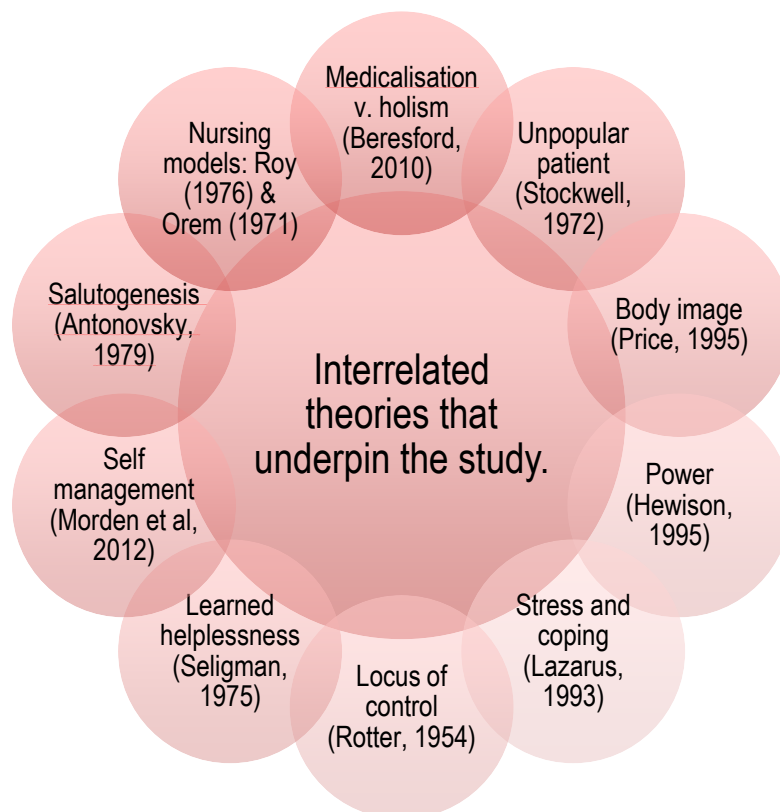 Medicalisation
v. holism
(Beresford,
2010)
Unpopular
patient
(Stockwell,
1972)
Body image
(Price, 1995)
Power
(Hewison,
1995)
Stress and
coping
(Lazarus,
1993)
Locus of
control
(Rotter, 1954)
Learned
helplessness
(Seligman,
1975)
Self
management
(Morden et al,
2012)
Salutogenesis
(Antonovsky,
1979)
Nursing
models: Roy
(1976) &
Orem (1971)
Interrelated
theories that
underpin the study.